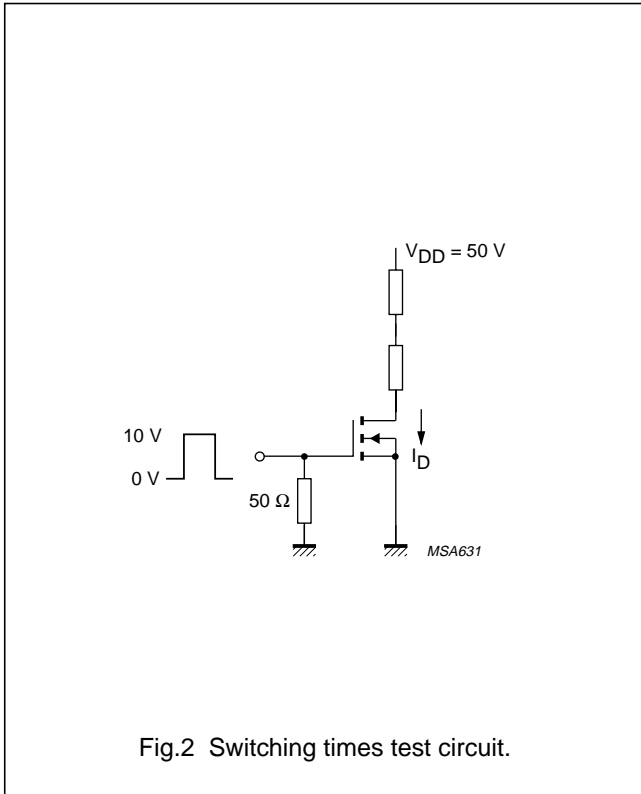 VDD = 50 V
10 V
0 V
50 Ω
ID
MSA631
Fig.2 Switching times test circuit.